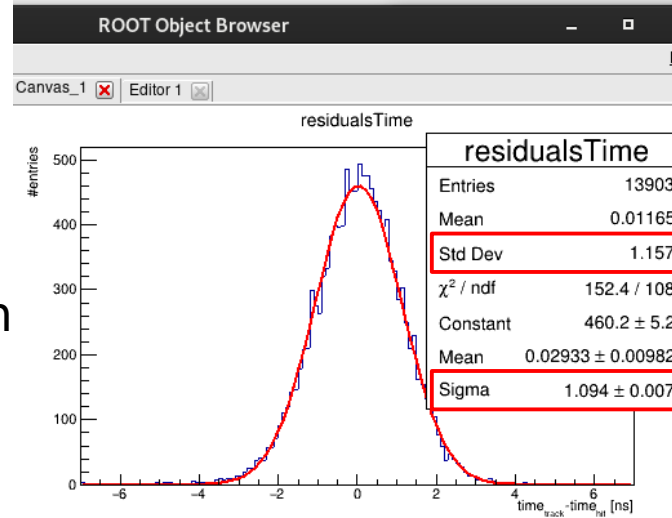 ROOT Object Browser
Canvas_1 Editor 1
residualsTime
#entries
500
400
300
200
100
0
−6 −4 −2 0 2 4 6
time_track-time_hit [ns]
residualsTime
Entries 13903
Mean 0.01165
Std Dev 1.157
χ² / ndf 152.4 / 108
Constant 460.2 ± 5.2
Mean 0.02933 ± 0.00982
Sigma 1.094 ± 0.007
n